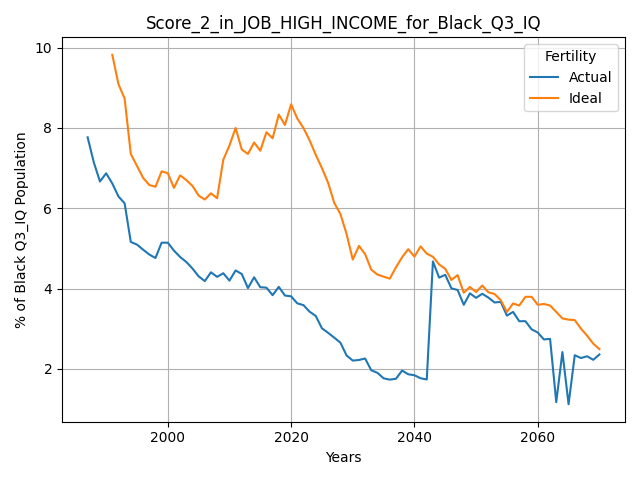 Score_2_in_JOB_HIGH_INCOME_for_Black_Q3_IQ
% of Black Q3_IQ Population
10
8
6
4
2
Fertility
Actual
Ideal
2000 2020 2040 2060
Years